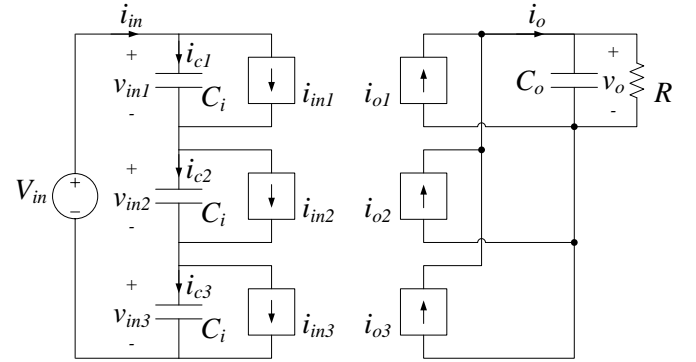 i_in i_o
+ i_c1 +
v_in1 C_i i_in1 i_o1 C_o v_o R
- -
+ i_c2
V_in + − v_in2 C_i i_in2 i_o2
-
+ i_c3
v_in3 C_i i_in3 i_o3
-